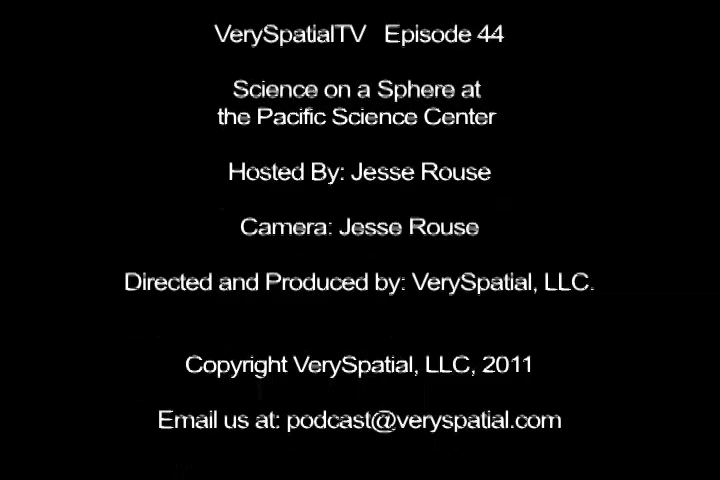 VerySpatialTV Episode 44
Science on a Sphere at
the Pacific Science Center
Hosted By: Jesse Rouse
Camera: Jesse Rouse
Directed and Produced by: VerySpatial, LLC.
Copyright VerySpatial, LLC, 2011
Email us at: podcast@veryspatial.com